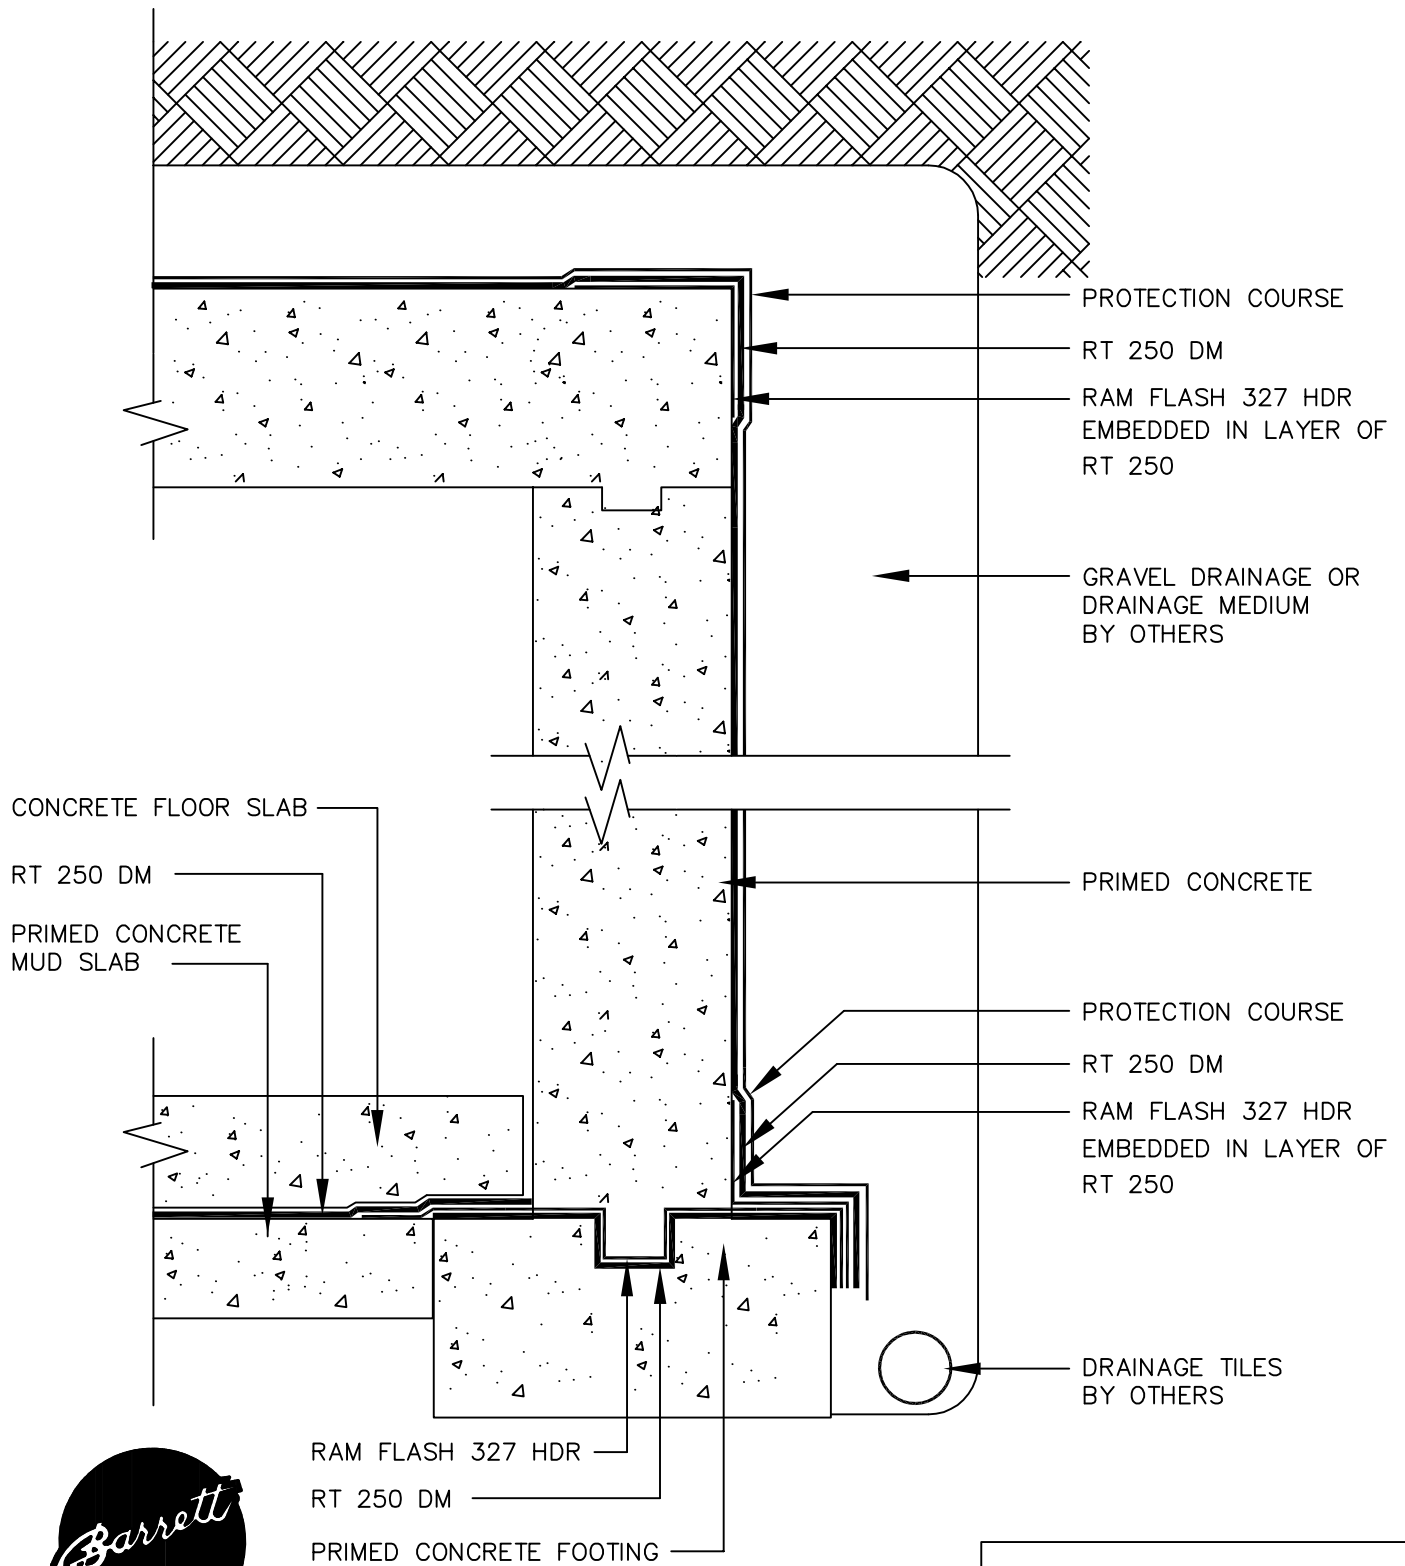 PROTECTION COURSE
RT 250 DM
RAM FLASH 327 HDR
EMBEDDED IN LAYER OF
RT 250
GRAVEL DRAINAGE OR
DRAINAGE MEDIUM
BY OTHERS
CONCRETE FLOOR SLAB
RT 250 DM
PRIMED CONCRETE
MUD SLAB
PRIMED CONCRETE
PROTECTION COURSE
RT 250 DM
RAM FLASH 327 HDR
EMBEDDED IN LAYER OF
RT 250
DRAINAGE TILES
BY OTHERS
RAM FLASH 327 HDR
RT 250 DM
PRIMED CONCRETE FOOTING
Barrett